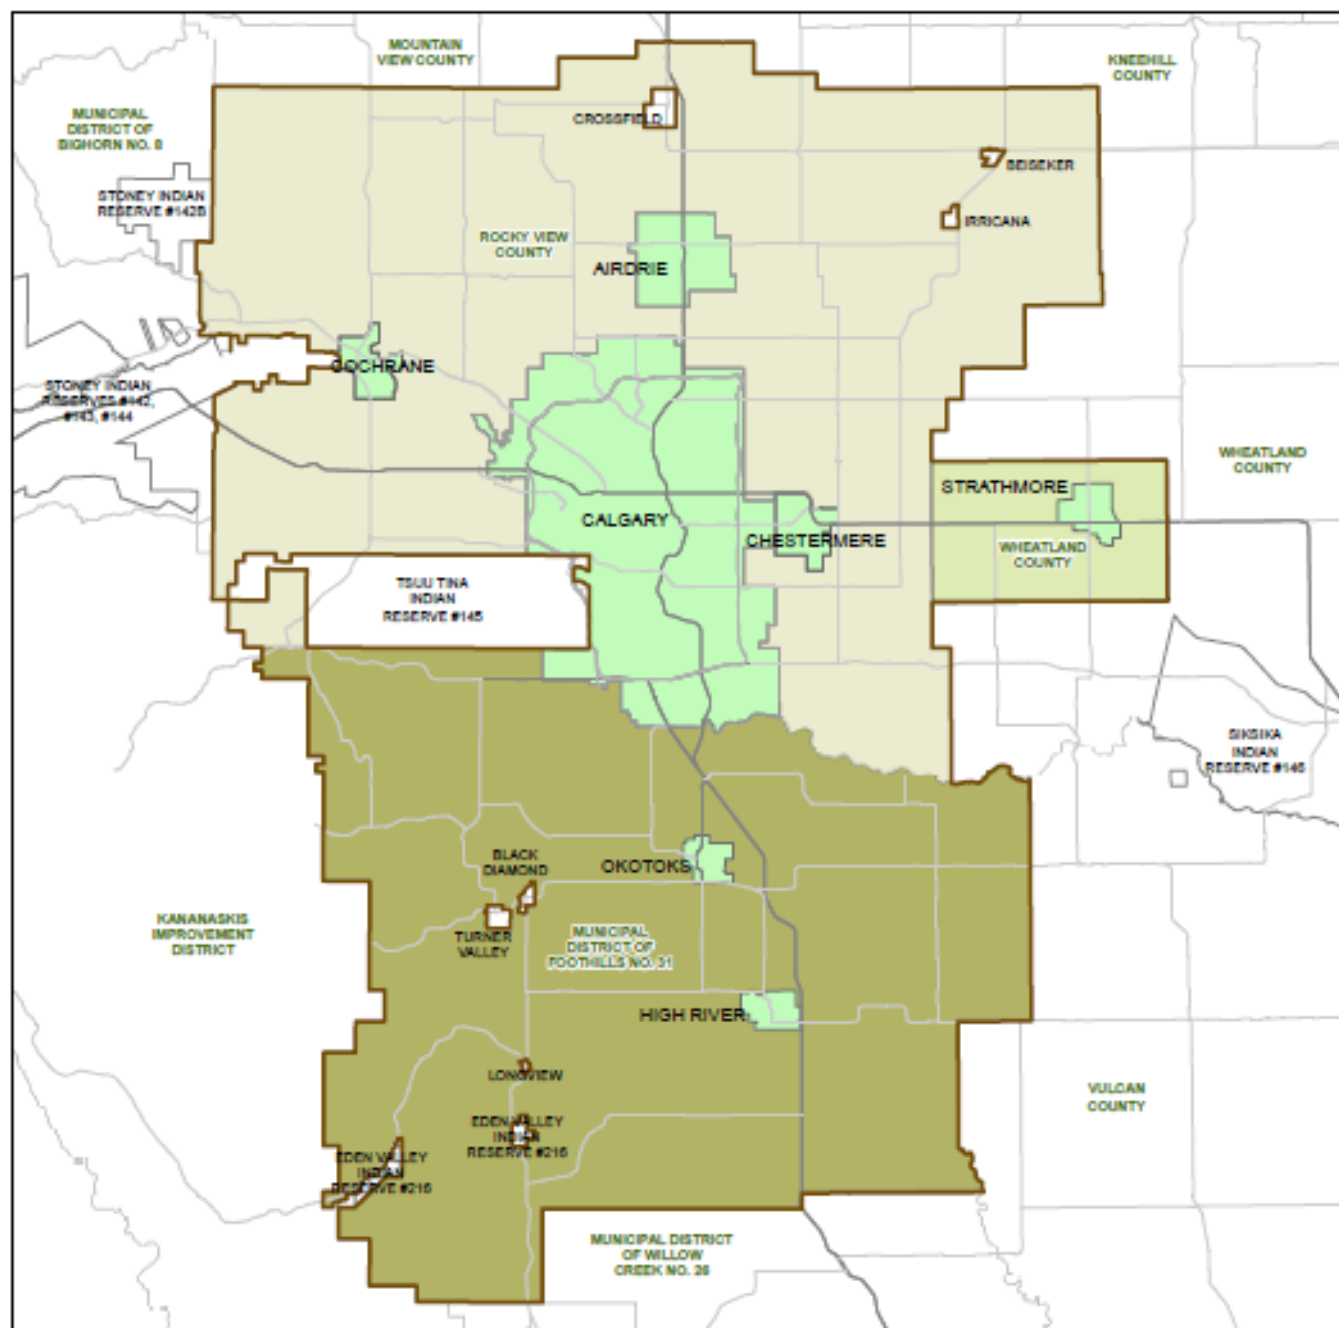 MOUNTAIN
VIEW COUNTY
KNEEHILL
COUNTY
MUNICIPAL
DISTRICT OF
BIGHORN NO. 8
CROSSFIELD
BEISEKER
STONEY INDIAN
RESERVE #142B
IRRICANA
ROCKY VIEW
COUNTY
AIRDRIE
COCHRANE
STONEY INDIAN
RESERVES #142,
#143, #144
WHEATLAND
COUNTY
STRATHMORE
CALGARY
CHESTERMERE
WHEATLAND
COUNTY
TSUU TINA
INDIAN
RESERVE #145
SIKSIKA
INDIAN
RESERVE #146
BLACK
DIAMOND
OKOTOKS
KANANASKIS
IMPROVEMENT
DISTRICT
TURNER
VALLEY
MUNICIPAL
DISTRICT OF
FOOTHILLS NO. 31
HIGH RIVER
LONGVIEW
VULCAN
COUNTY
EDEN VALLEY
INDIAN
RESERVE #216
EDEN VALLEY
INDIAN
RESERVE #216
MUNICIPAL DISTRICT
OF WILLOW
CREEK NO. 26